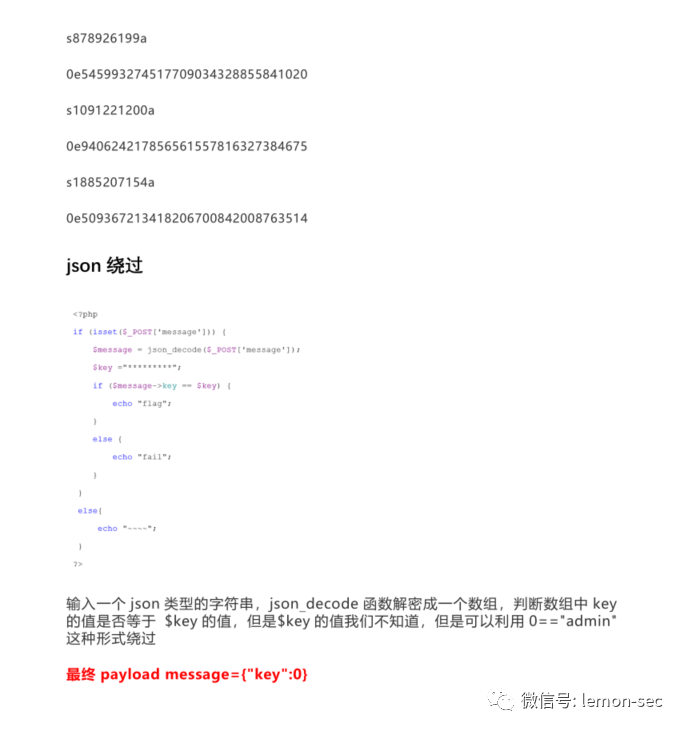 s878926199a
0e545993274517709034328855841020
s1091221200a
0e940624217856561557816327384675
s1885207154a
0e509367213418206700842008763514
json 绕过
<?php
if (isset($_POST['message'])) {
$message = json_decode($_POST['message']);
$key ="*********";
if ($message->key == $key) {
echo "flag";
}
else {
echo "fail";
}
}
else{
echo "~~~~";
}
?>
输入一个 json 类型的字符串，json_decode 函数解密成一个数组，判断数组中 key
的值是否等于 $key 的值，但是$key 的值我们不知道，但是可以利用 0=="admin"
这种形式绕过
最终 payload message={"key":0}
微信号: lemon-sec